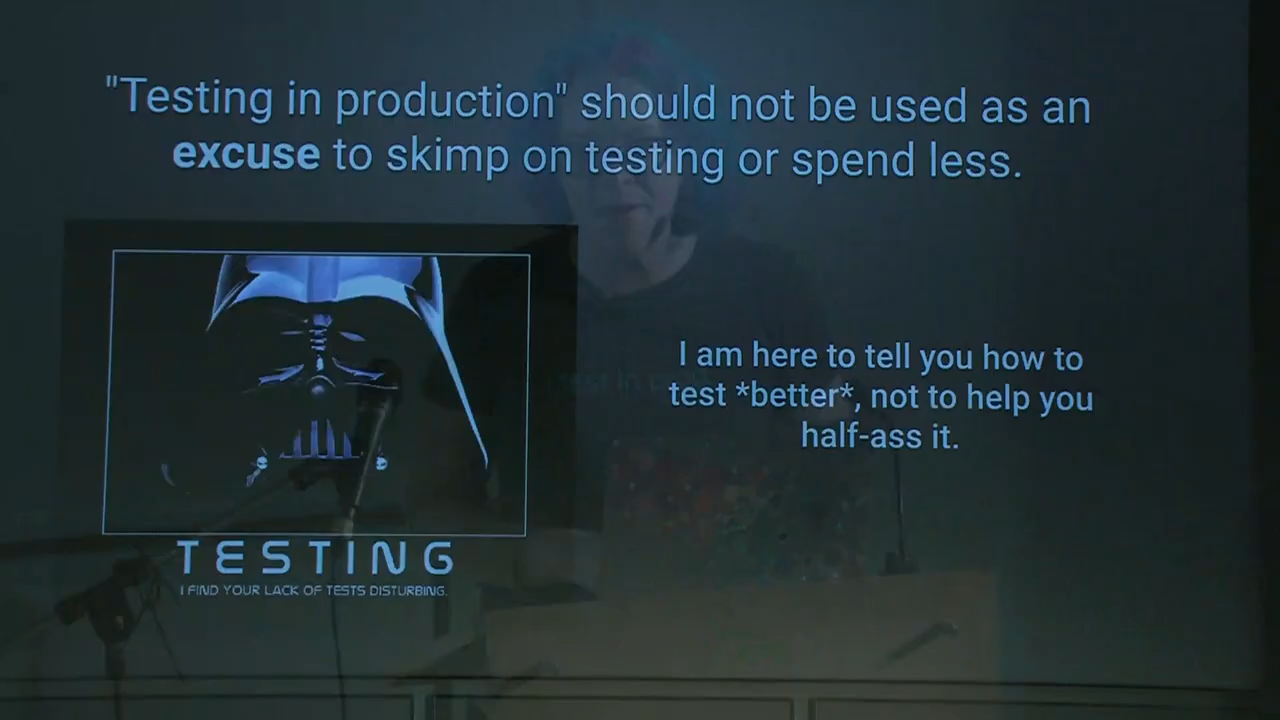 "Testing in production" should not be used as an
excuse to skimp on testing or spend less.
I am here to tell you how to
test *better*, not to help you
half-ass it.
TESTING
I FIND YOUR LACK OF TESTS DISTURBING.